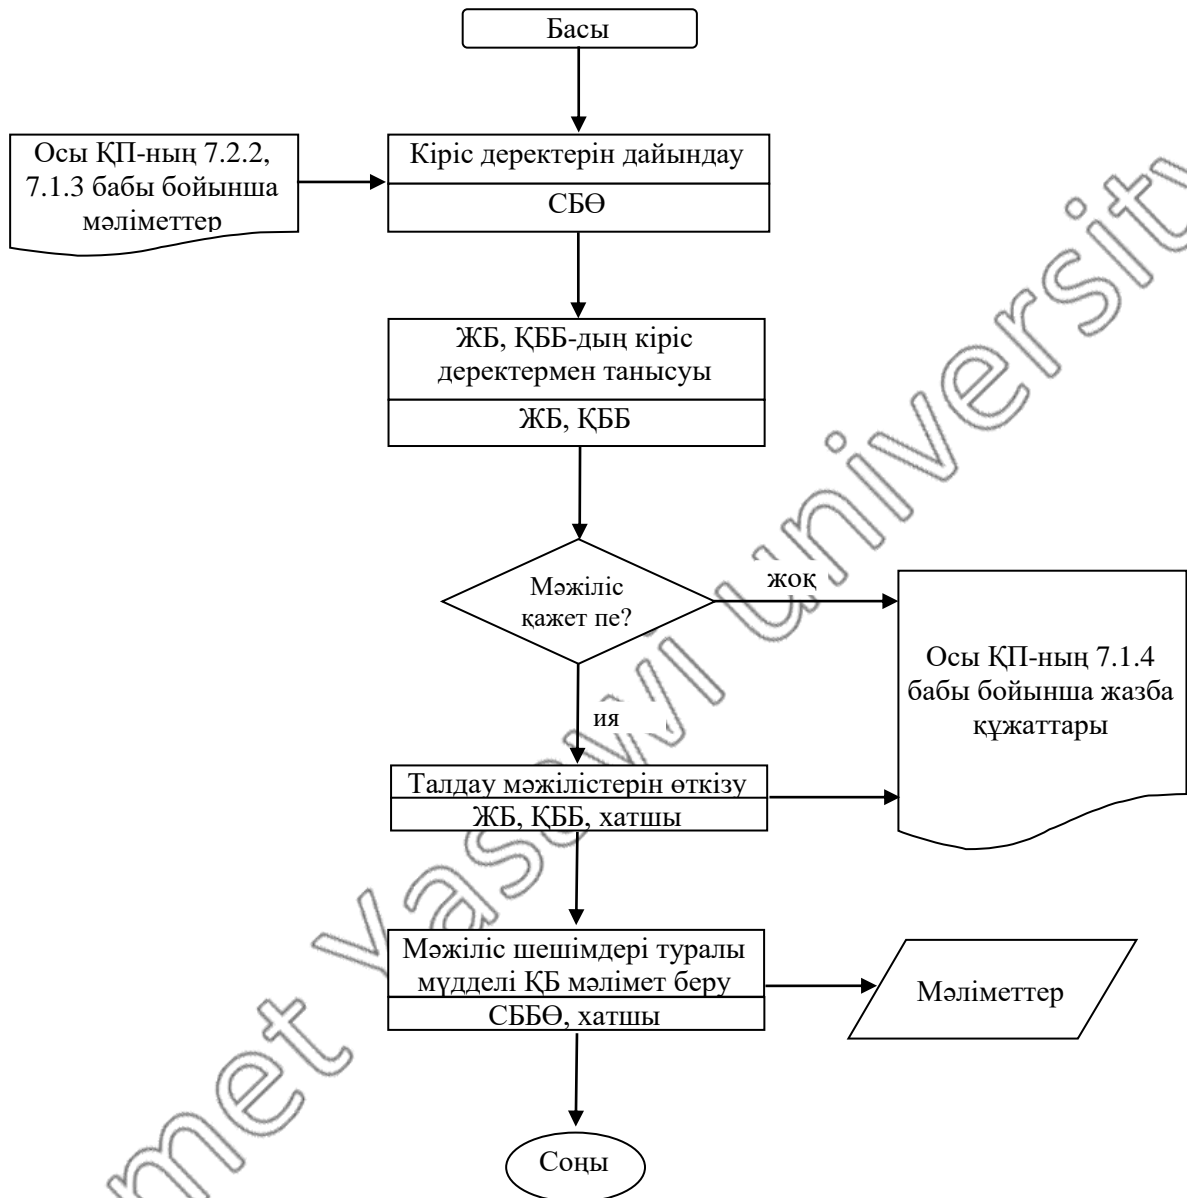 Басы
Осы ҚП-ның 7.2.2,
7.1.3 бабы бойынша
мәліметтер
Кіріс деректерін дайындау
СБӨ
ЖБ, ҚББ-дың кіріс
деректермен танысуы
ЖБ, ҚББ
Мәжіліс
қажет пе?
жоқ
Осы ҚП-ның 7.1.4
бабы бойынша жазба
құжаттары
ия
Талдау мәжілістерін өткізу
ЖБ, ҚББ, хатшы
Мәжіліс шешімдері туралы
мүдделі ҚБ мәлімет беру
СББӨ, хатшы
Мәліметтер
Соңы
met Yasawi university